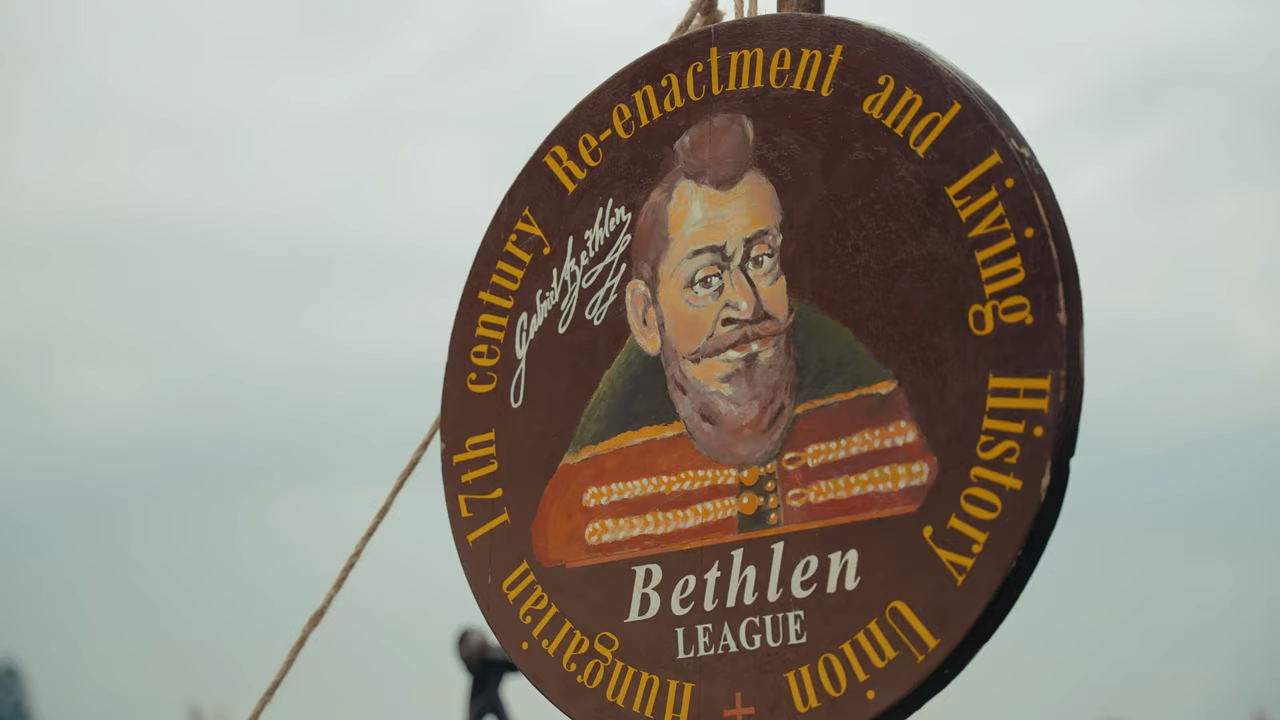 Hungarian 17th century Re-enactment and Living History Union
Gabriel Bethlen
Bethlen
LEAGUE